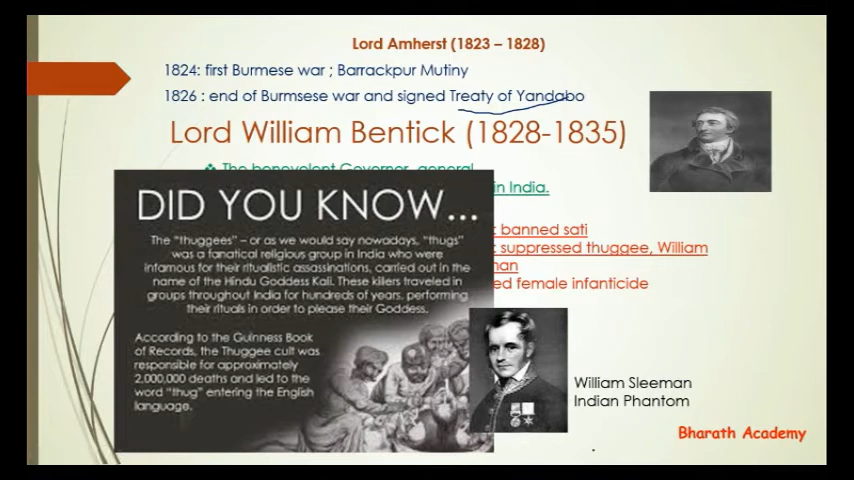 Lord Amherst (1823 – 1828)
1824: first Burmese war ; Barrackpur Mutiny
1826 : end of Burmsese war and signed Treaty of Yandabo
Lord William Bentick (1828-1835)
The benevolent Governor general
in India.
: banned sati
: suppressed thuggee, William
female infanticide
DID YOU KNOW...
The "thuggees" – or as we would say nowadays, "thugs"
was a fanatical religious group in India who were
infamous for their ritualistic assassinations, carried out in the
name of the Hindu Goddess Kali. These killers traveled in
groups throughout India for hundreds of years, performing
their rituals in order to please their Goddess.
According to the Guinness Book
of Records, the Thuggee cult was
responsible for approximately
2,000,000 deaths and led to the
word "thug" entering the English
language.
William Sleeman
Indian Phantom
Bharath Academy